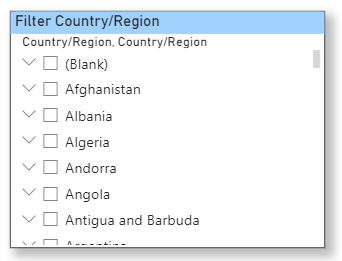 Filter Country/Region
Country/Region, Country/Region
(Blank)
Afghanistan
Albania
Algeria
Andorra
Angola
Antigua and Barbuda